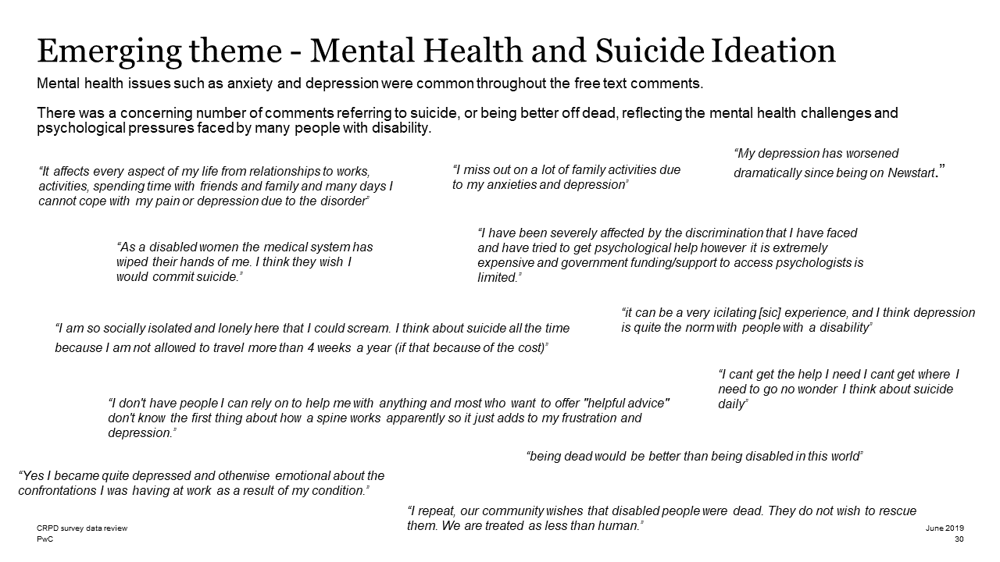 Emerging theme - Mental Health and Suicide Ideation
Mental health issues such as anxiety and depression were common throughout the free text comments.
There was a concerning number of comments referring to suicide, or being better off dead, reflecting the mental health challenges and
psychological pressures faced by many people with disability.
“It affects every aspect of my life from relationships to works,
activities, spending time with friends and family and many days I
cannot cope with my pain or depression due to the disorder”
“I miss out on a lot of family activities due
to my anxieties and depression”
“My depression has worsened
dramatically since being on Newstart.”
“As a disabled women the medical system has
wiped their hands of me. I think they wish I
would commit suicide.”
“I have been severely affected by the discrimination that I have faced
and have tried to get psychological help however it is extremely
expensive and government funding/support to access psychologists is
limited.”
“I am so socially isolated and lonely here that I could scream. I think about suicide all the time
because I am not allowed to travel more than 4 weeks a year (if that because of the cost)”
“it can be a very icilating [sic] experience, and I think depression
is quite the norm with people with a disability”
“I cant get the help I need I cant get where I
need to go no wonder I think about suicide
daily”
“I don't have people I can rely on to help me with anything and most who want to offer "helpful advice"
don't know the first thing about how a spine works apparently so it just adds to my frustration and
depression.”
“being dead would be better than being disabled in this world”
“Yes I became quite depressed and otherwise emotional about the
confrontations I was having at work as a result of my condition.”
“I repeat, our community wishes that disabled people were dead. They do not wish to rescue
them. We are treated as less than human.”
CRPD survey data review
PwC
June 2019
30